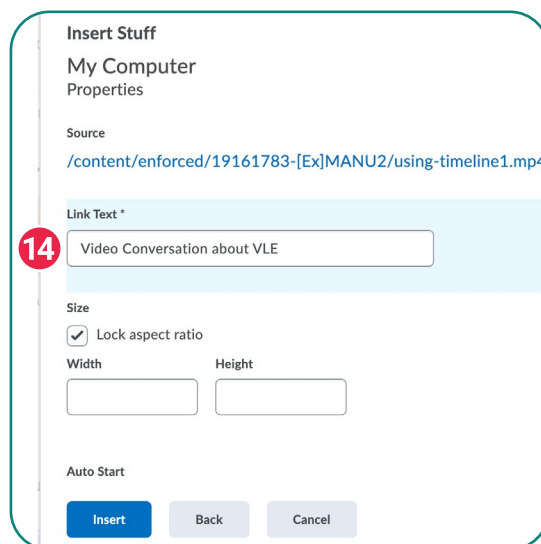 Insert Stuff
My Computer
Properties
Source
/content/enforced/19161783-[Ex]MANU2/using-timeline1.mp4
Link Text *
14 Video Conversation about VLE
Size
Lock aspect ratio
Width Height
Auto Start
Insert Back Cancel